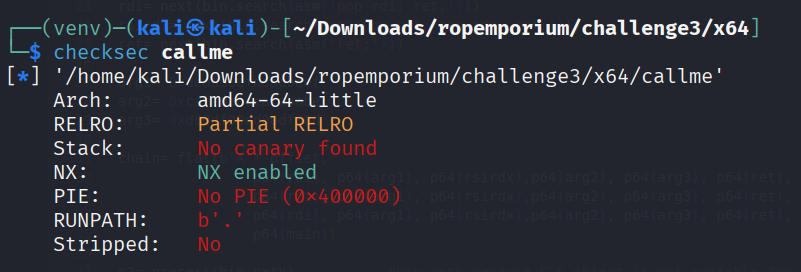 ┌──(venv)─(kali㉿kali)-[~/Downloads/ropemporium/challenge3/x64]
└─$ checksec callme
[*] '/home/kali/Downloads/ropemporium/challenge3/x64/callme'
Arch: amd64-64-little
RELRO: Partial RELRO
Stack: No canary found
NX: NX enabled
PIE: No PIE (0×400000)
RUNPATH: b'.'
Stripped: No